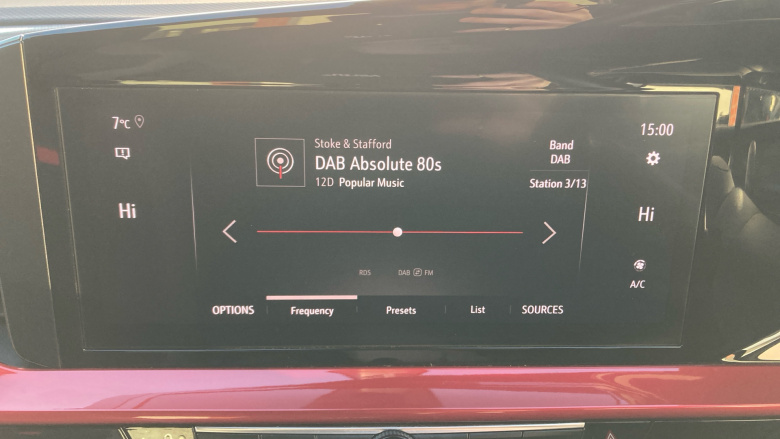 7°C
Hi
Stoke & Stafford
DAB Absolute 80s
12D Popular Music
Band
DAB
Station 3/13
RDS DAB FM
OPTIONS Frequency Presets List SOURCES
15:00
Hi
A/C